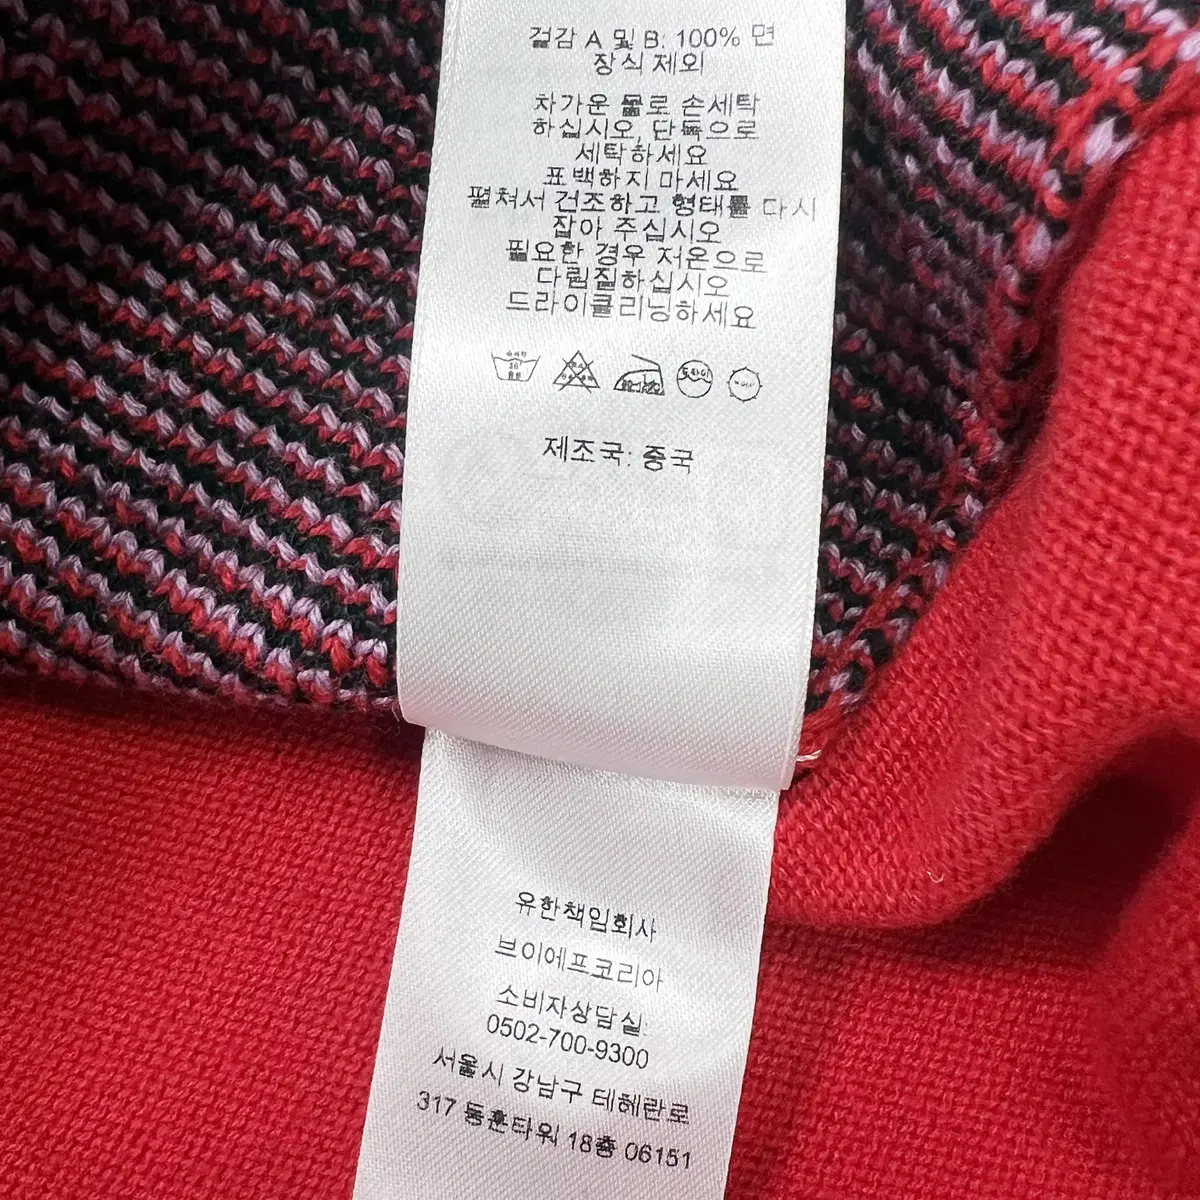 겉감 A 및 B: 100% 면
장식 제외
차가운 물로 손세탁
하십시오, 단독으로
세탁하세요
표백하지 마세요
펼쳐서 건조하고 형태를 다시
잡아 주십시오
필요한 경우 저온으로
다림질하십시오
드라이클리닝하세요
제조국: 중국
유한책임회사
브이에프코리아
소비자상담실:
0502-700-9300
서울시 강남구 테헤란로
317 동훈타워 18층 06151